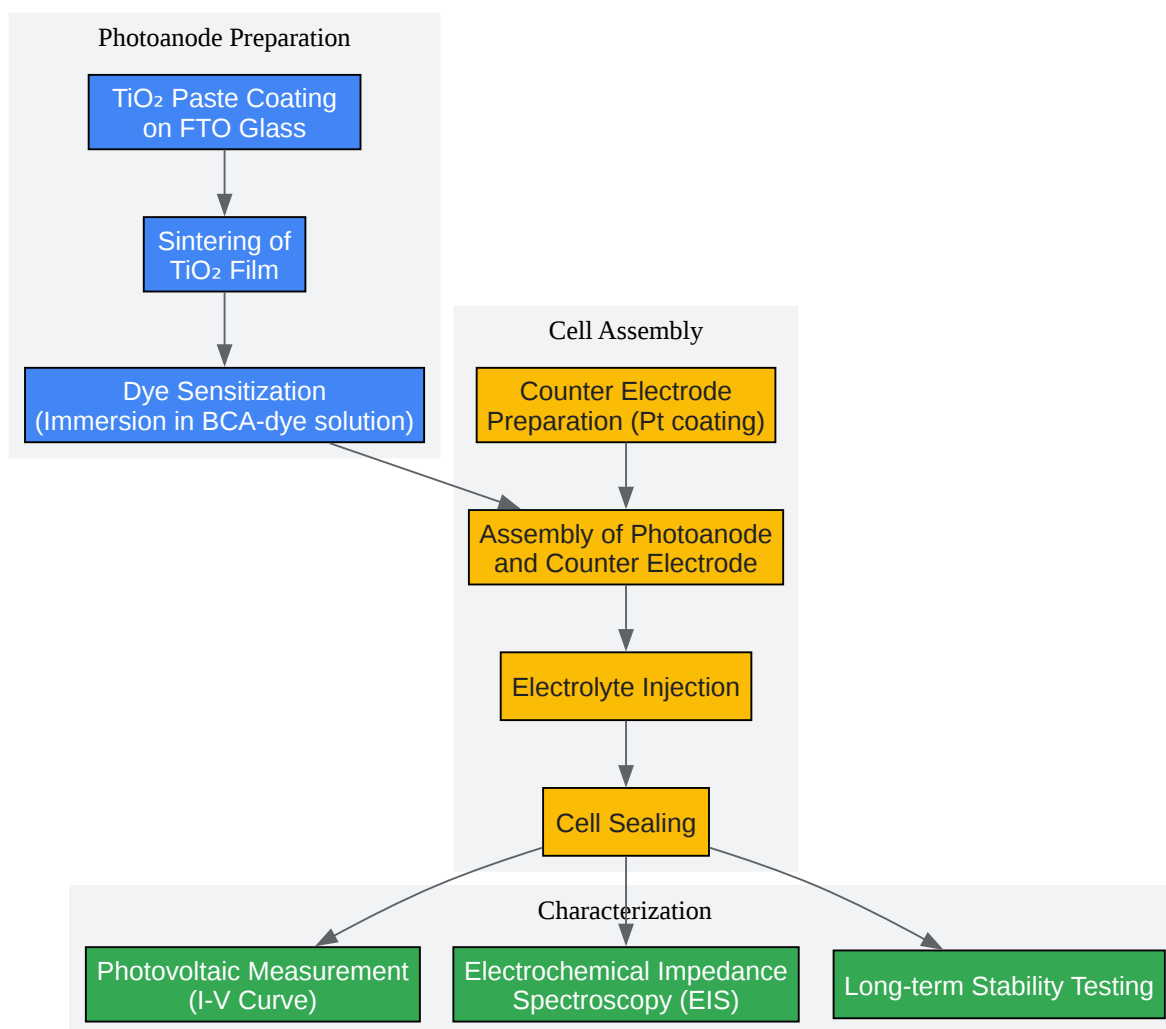 Photoanode Preparation
TiO₂ Paste Coating
on FTO Glass
Sintering of
TiO₂ Film
Dye Sensitization
(Immersion in BCA-dye solution)
Cell Assembly
Counter Electrode
Preparation (Pt coating)
Assembly of Photoanode
and Counter Electrode
Electrolyte Injection
Cell Sealing
Characterization
Photovoltaic Measurement
(I-V Curve)
Electrochemical Impedance
Spectroscopy (EIS)
Long-term Stability Testing